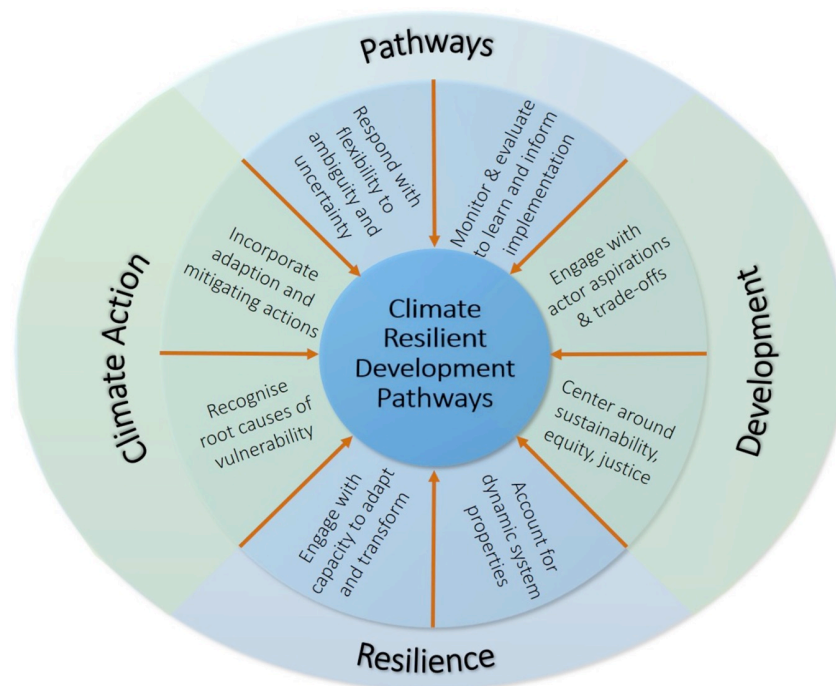 Pathways
Respond with
flexibility to
ambiguity and
uncertainty
Monitor & evaluate
to learn and inform
implementation
Incorporate
adaption and
mitigating actions
Engage with
actor aspirations
& trade-offs
Climate Action
Climate
Resilient
Development
Pathways
Development
Recognise
root causes of
vulnerability
Center around
sustainability,
equity, justice
Engage with
capacity to adapt
and transform
Account for
dynamic system
properties
Resilience